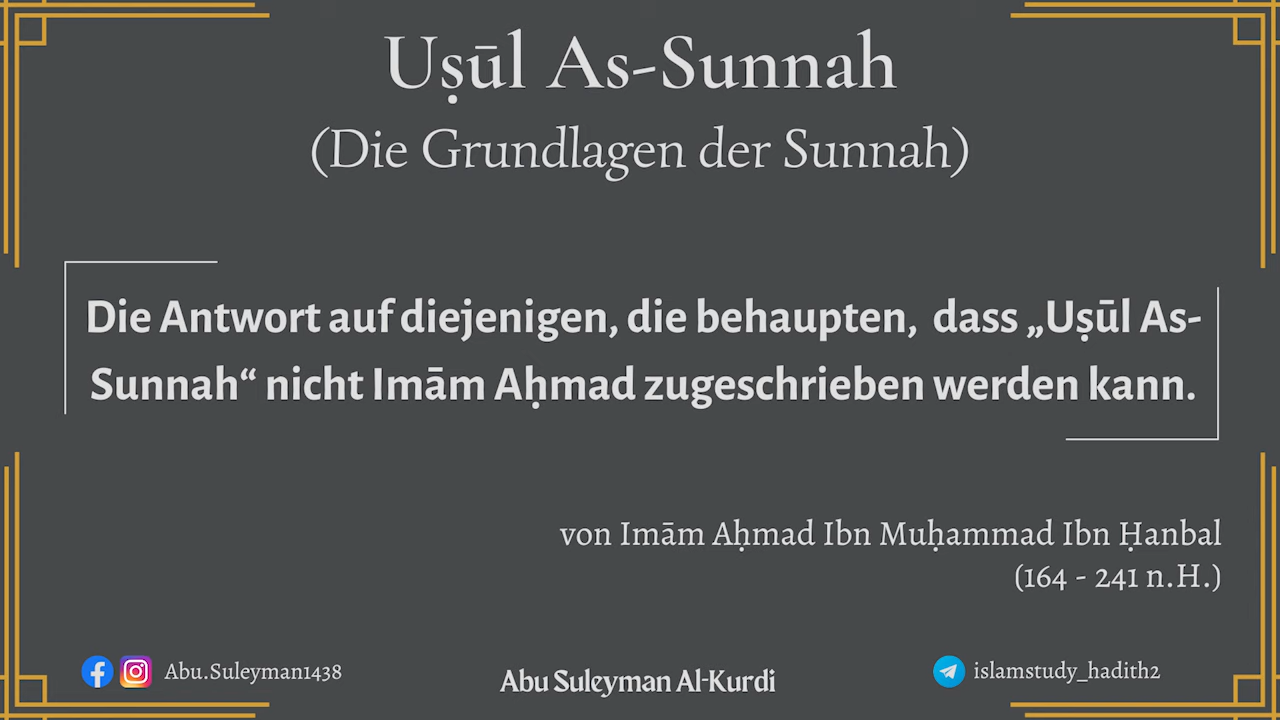 Uṣūl As-Sunnah
(Die Grundlagen der Sunnah)
Die Antwort auf diejenigen, die behaupten, dass „Uṣūl As-
Sunnah“ nicht Imām Aḥmad zugeschrieben werden kann.
von Imām Aḥmad Ibn Muḥammad Ibn Ḥanbal
(164 - 241 n.H.)
Abu.Suleyman1438
Abu Suleyman Al-Kurdi
islamstudy_hadith2